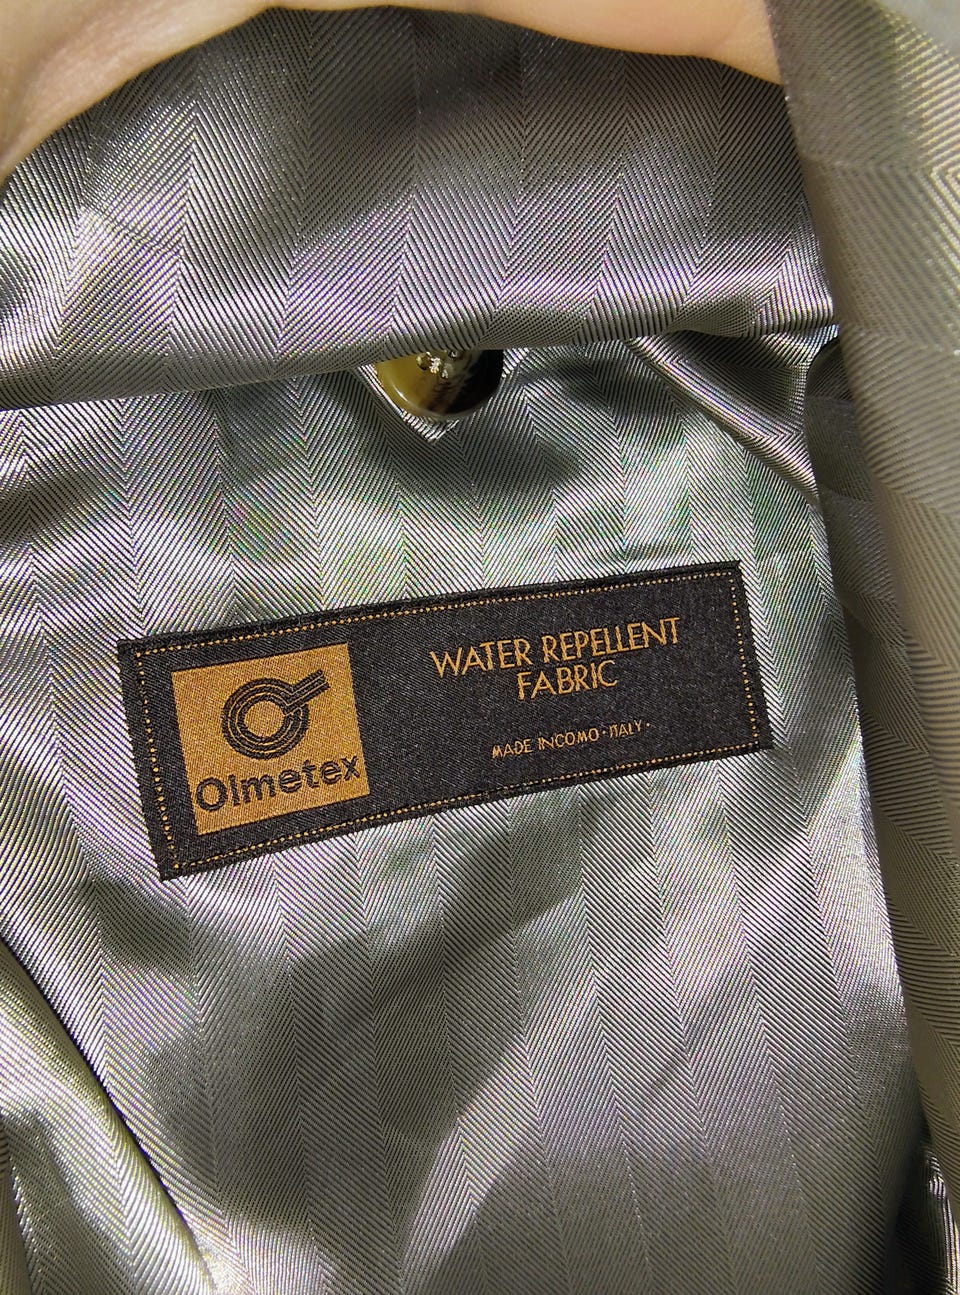 Olmetex
WATER REPELLENT
FABRIC
MADE IN COMO · ITALY ·